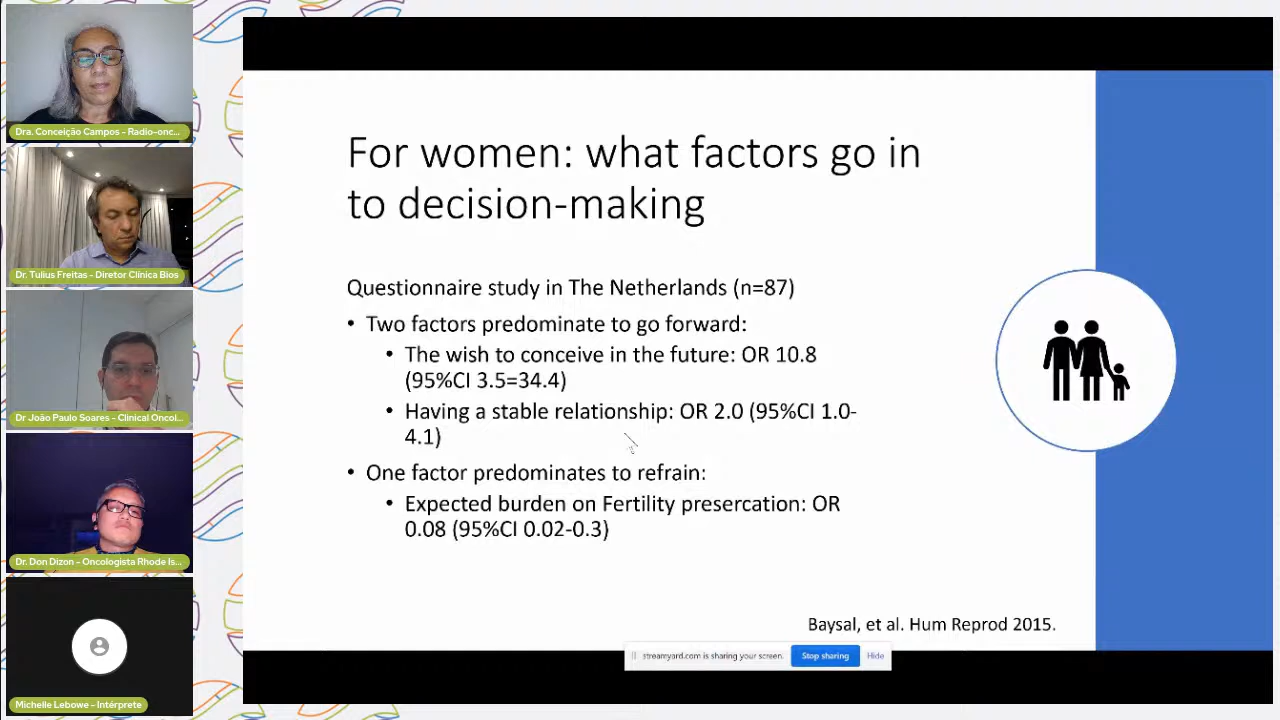 Dra. Conceição Campos - Radio-onc...
Dr. Tulius Freitas - Diretor Clínica Bios
Dr João Paulo Soares - Clinical Oncol...
Dr. Don Dizon - Oncologista Rhode Is...
Michelle Lebowe - Intérprete
For women: what factors go in
to decision-making
Questionnaire study in The Netherlands (n=87)
• Two factors predominate to go forward:
• The wish to conceive in the future: OR 10.8
(95%CI 3.5=34.4)
• Having a stable relationship: OR 2.0 (95%CI 1.0-
4.1)
• One factor predominates to refrain:
• Expected burden on Fertility presercation: OR
0.08 (95%CI 0.02-0.3)
Baysal, et al. Hum Reprod 2015.
streamyard.com is sharing your screen. Stop sharing Hide